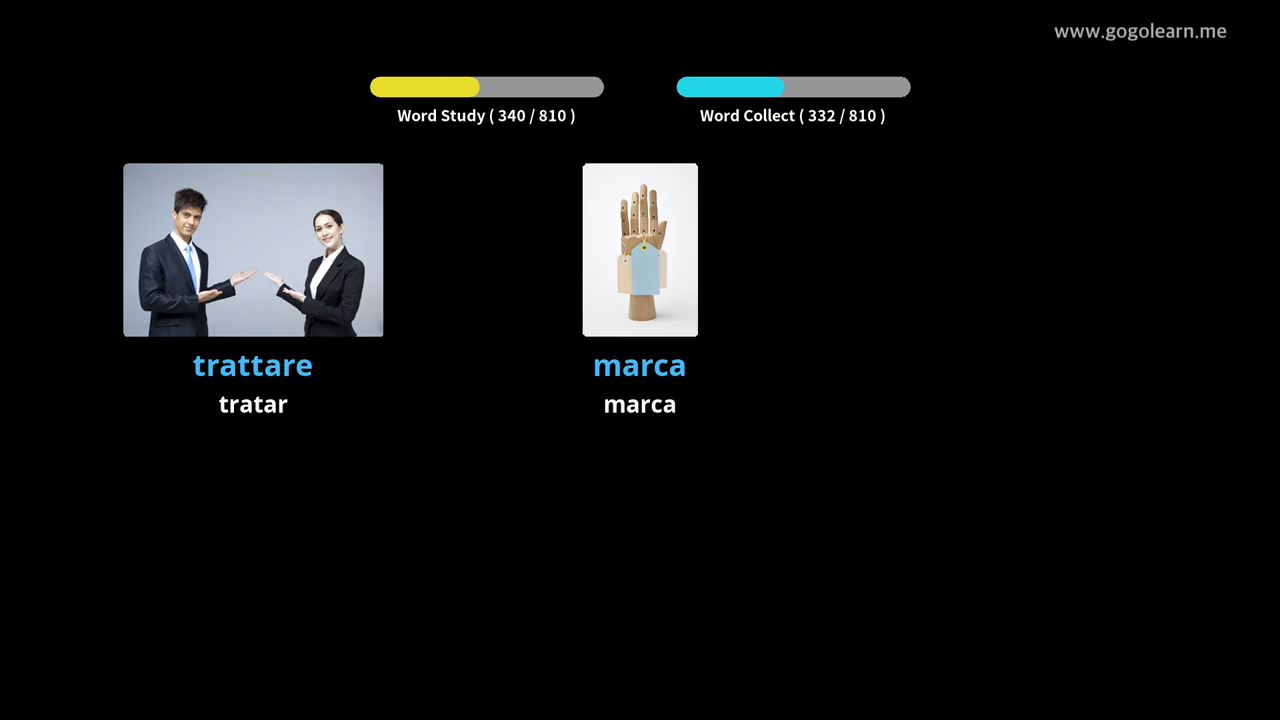 www.gogolearn.me
Word Study ( 340 / 810 )
Word Collect ( 332 / 810 )
trattare
tratar
marca
marca